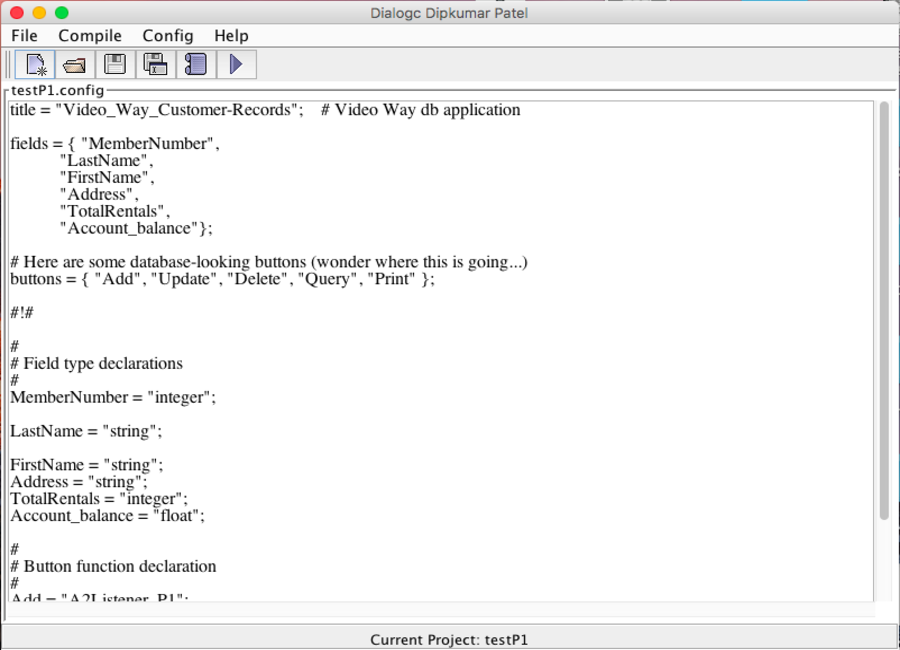 Dialogc Dipkumar Patel
File Compile Config Help
testP1.config
title = "Video_Way_Customer-Records"; # Video Way db application
fields = { "MemberNumber",
"LastName",
"FirstName",
"Address",
"TotalRentals",
"Account_balance"};
# Here are some database-looking buttons (wonder where this is going...)
buttons = { "Add", "Update", "Delete", "Query", "Print" };
#!#
#
# Field type declarations
#
MemberNumber = "integer";
LastName = "string";
FirstName = "string";
Address = "string";
TotalRentals = "integer";
Account_balance = "float";
#
# Button function declaration
#
Add = "A2Listener_P1";
Current Project: testP1